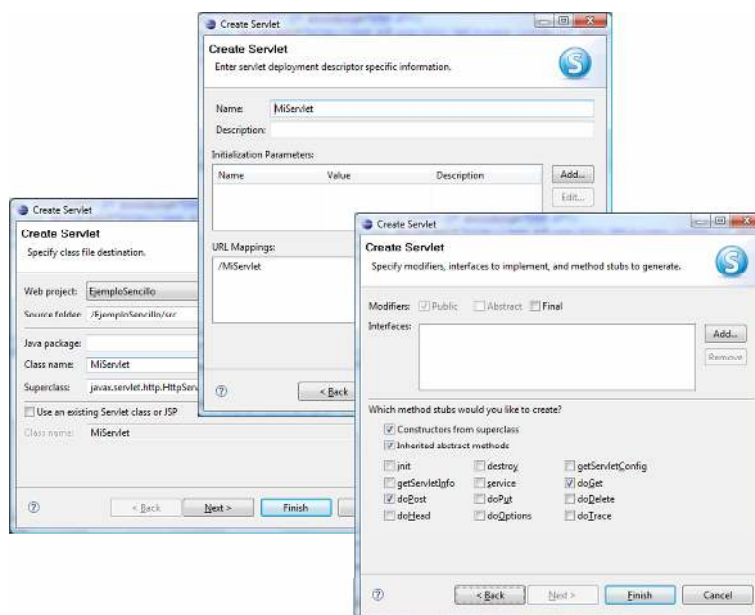 Create Servlet
Create Servlet
Enter servlet deployment descriptor specific information.
Name: MiServlet
Description:
Initialization Parameters:
Name Value Description
Add...
Edit...
URL Mappings:
/MiServlet
< Back
Create Servlet
Create Servlet
Specify class file destination.
Web project: EjemploSencillo
Source folder: /EjemploSencillo/src
Java package:
Class name: MiServlet
Superclass: javax.servlet.http.HttpServ
Use an existing Servlet class or JSP
Class name: MiServlet
< Back Next > Finish
Create Servlet
Create Servlet
Specify modifiers, interfaces to implement, and method stubs to generate.
Modifiers: Public Abstract Final
Interfaces:
Add...
Remove
Which method stubs would you like to create?
Constructors from superclass
Inherited abstract methods
init destroy getServletConfig
getServletInfo service doGet
doPost doPut doDelete
doHead doOptions doTrace
< Back Next > Finish Cancel